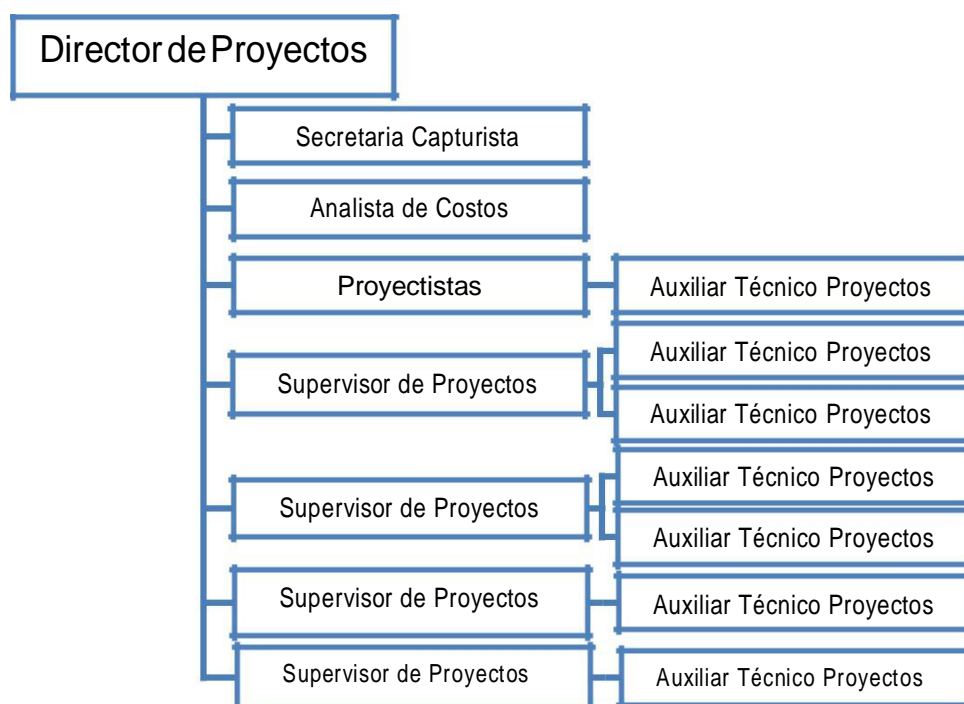 Director de Proyectos
Secretaria Capturista
Analista de Costos
Proyectistas
Auxiliar Técnico Proyectos
Supervisor de Proyectos
Auxiliar Técnico Proyectos
Auxiliar Técnico Proyectos
Supervisor de Proyectos
Auxiliar Técnico Proyectos
Auxiliar Técnico Proyectos
Supervisor de Proyectos
Auxiliar Técnico Proyectos
Supervisor de Proyectos
Auxiliar Técnico Proyectos